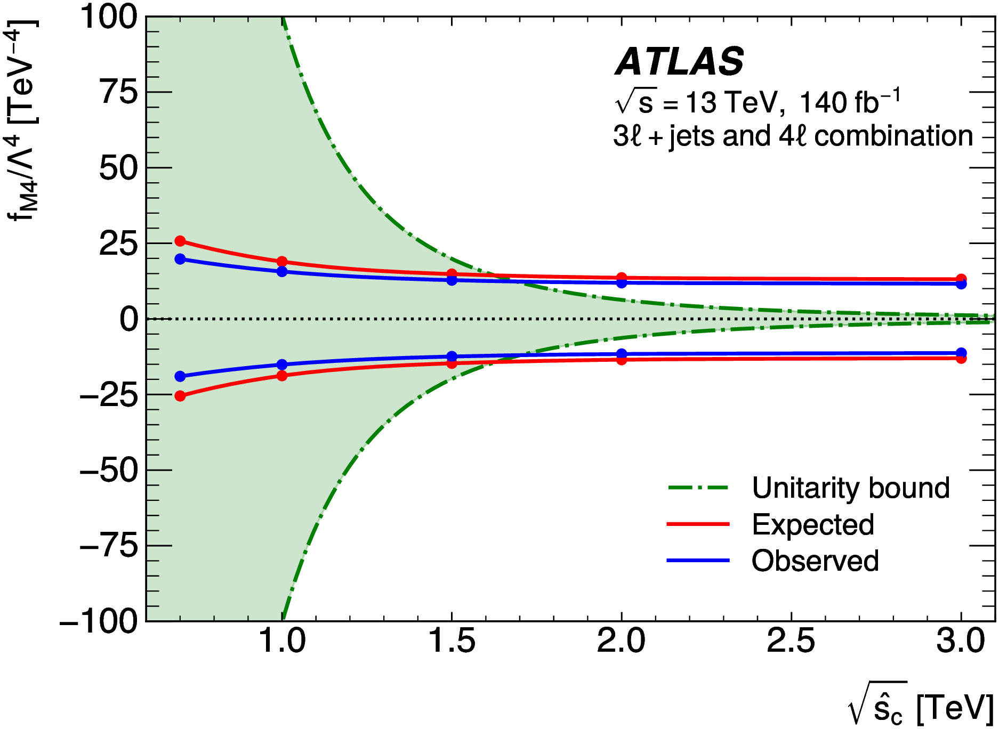 f_M4/Λ⁴ [TeV⁻⁴]
100
75
50
25
0
−25
−50
−75
−100
ATLAS
√s = 13 TeV, 140 fb⁻¹
3ℓ + jets and 4ℓ combination
Unitarity bound
Expected
Observed
1.0 1.5 2.0 2.5 3.0
√ŝ_c [TeV]